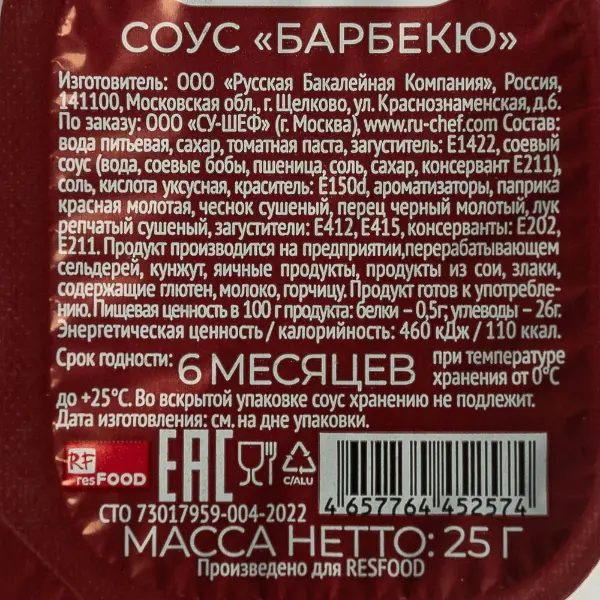 СОУС «БАРБЕКЮ»
Изготовитель: ООО «Русская Бакалейная Компания», Россия,
141100, Московская обл., г. Щелково, ул. Краснознаменская, д.6.
По заказу: ООО «СУ-ШЕФ» (г. Москва), www.ru-chef.com Состав:
вода питьевая, сахар, томатная паста, загуститель: Е1422, соевый
соус (вода, соевые бобы, пшеница, соль, сахар, консервант Е211),
соль, кислота уксусная, краситель: Е150d, ароматизаторы, паприка
красная молотая, чеснок сушеный, перец черный молотый, лук
репчатый сушеный, загустители: Е412, Е415, консерванты: Е202,
Е211. Продукт производится на предприятии,перерабатывающем
сельдерей, кунжут, яичные продукты, продукты из сои, злаки,
содержащие глютен, молоко, горчицу. Продукт готов к употребле-
нию. Пищевая ценность в 100 г продукта: белки – 0,5г; углеводы – 26г.
Энергетическая ценность / калорийность: 460 кДж / 110 ккал.
Срок годности: 6 МЕСЯЦЕВ при температуре
хранения от 0°С
до +25°С. Во вскрытой упаковке соус хранению не подлежит.
Дата изготовления: см. на дне упаковки.
RF
resFOOD
ЕАС
C/ALU
4 657764 452574
СТО 73017959-004-2022
МАССА НЕТТО: 25 Г
Произведено для RESFOOD